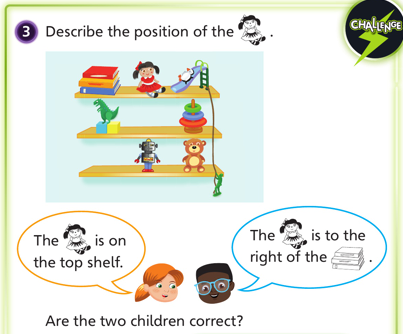 CHALLENGE
3 Describe the position of the .
The is on
the top shelf.
The is to the
right of the .
Are the two children correct?